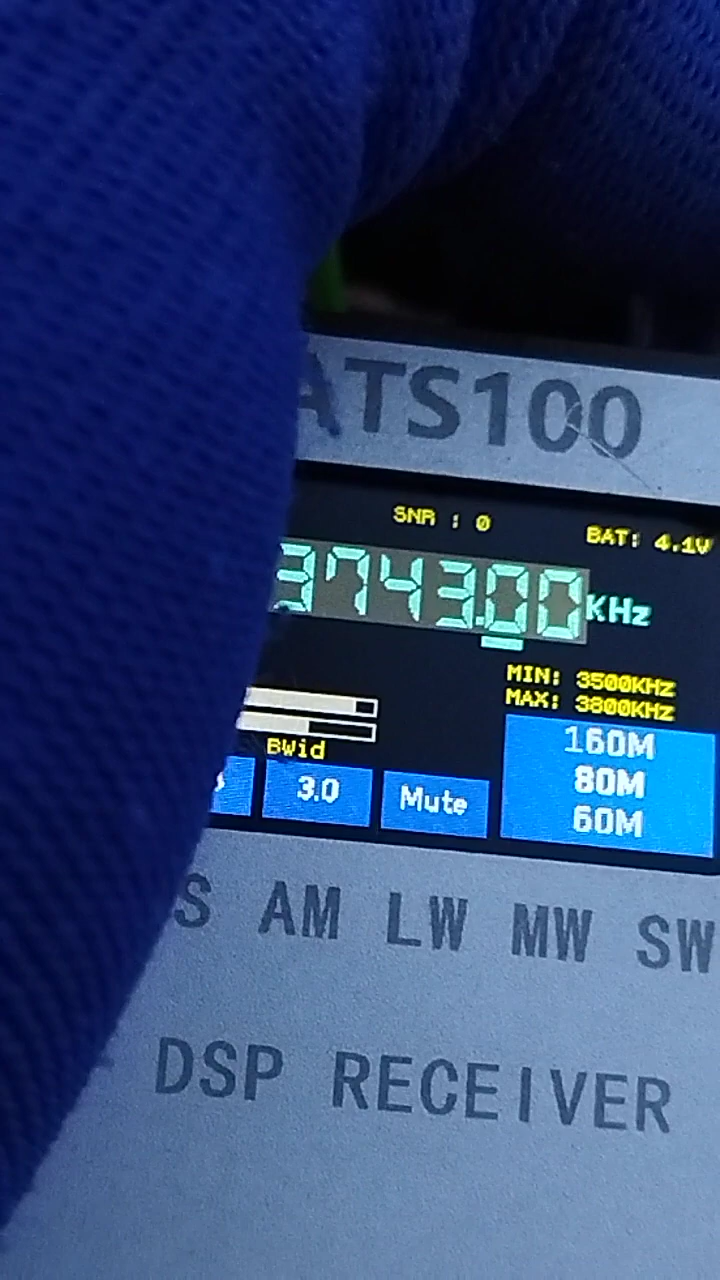 ATS100
SNR : 0 BAT: 4.1V
3743.00 KHz
MIN: 3500KHz
MAX: 3800KHz
BWid
3.0 Mute
160M
80M
60M
S AM LW MW SW
DSP RECEIVER